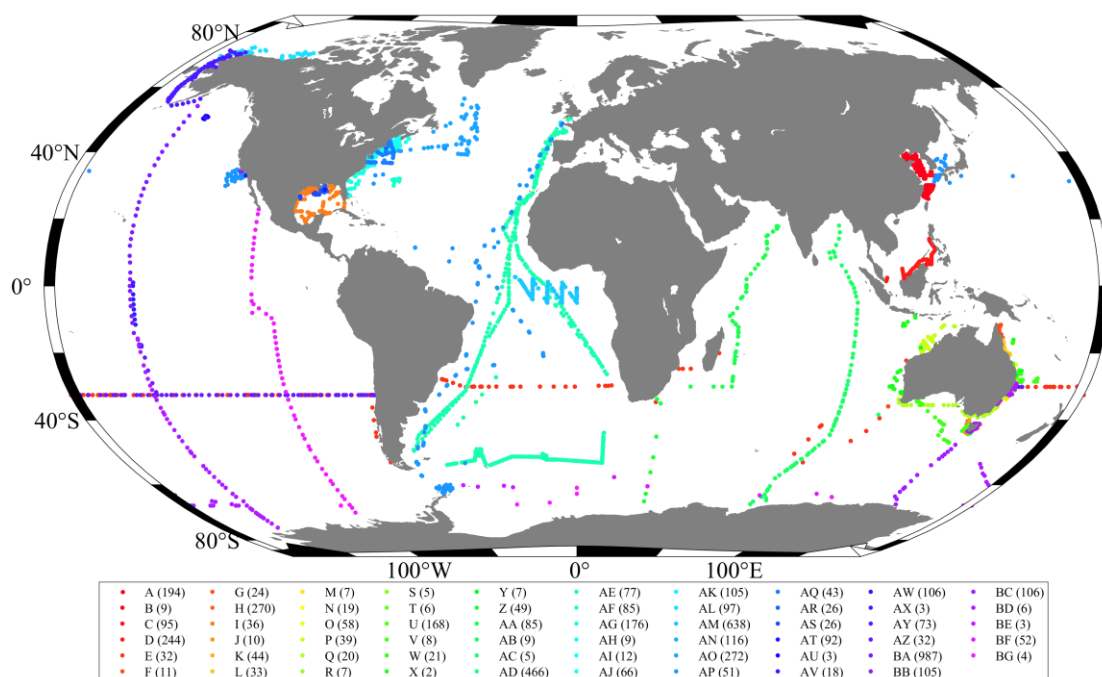 80°N
40°N
0°
40°S
80°S
100°W 0° 100°E
A (194) G (24) M (7) S (5) Y (7) AE (77) AK (105) AQ (43) AW (106) BC (106)
B (9) H (270) N (19) T (6) Z (49) AF (85) AL (97) AR (26) AX (3) BD (6)
C (95) I (36) O (58) U (168) AA (85) AG (176) AM (638) AS (26) AY (73) BE (3)
D (244) J (10) P (39) V (8) AB (9) AH (9) AN (116) AT (92) AZ (32) BF (52)
E (32) K (44) Q (20) W (21) AC (5) AI (12) AO (272) AU (3) BA (987) BG (4)
F (11) L (33) R (7) X (2) AD (466) AJ (66) AP (51) AV (18) BB (105)